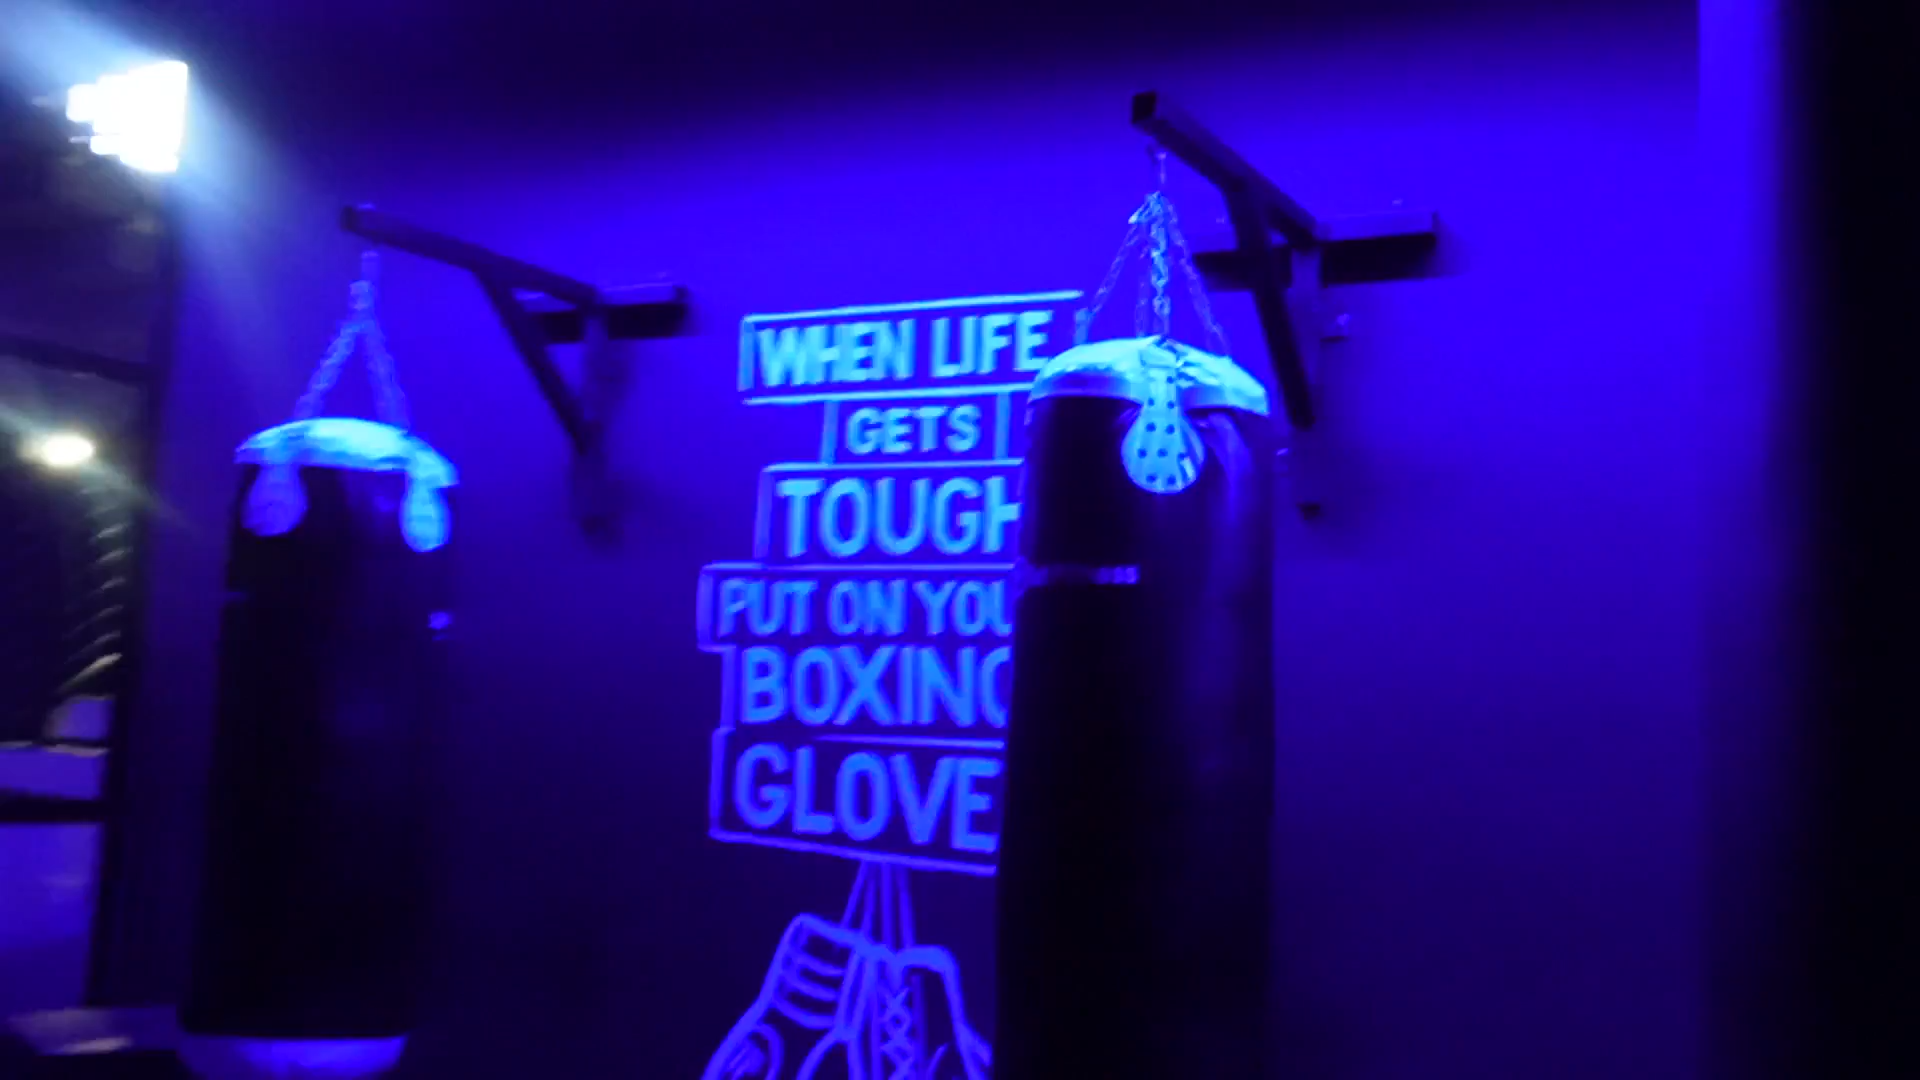 WHEN LIFE
GETS
TOUGH
PUT ON YOU
BOXING
GLOVE